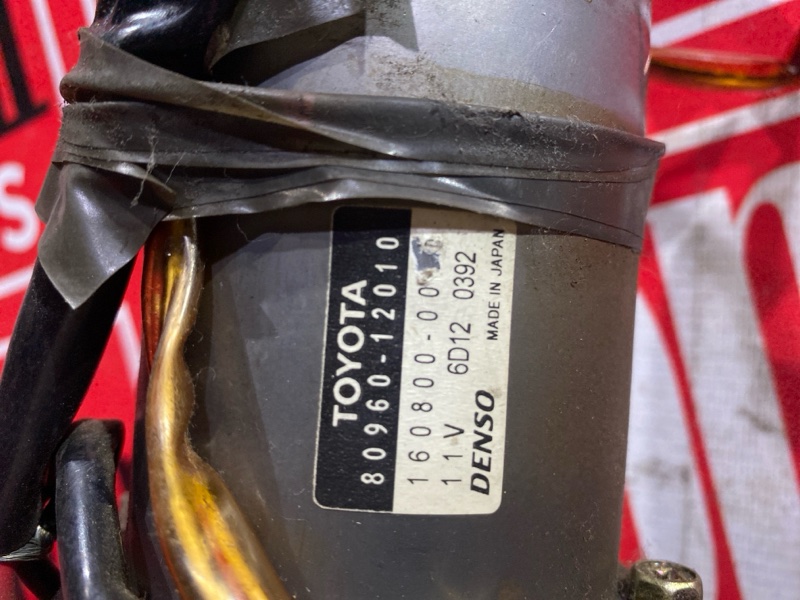 TOYOTA
80960-12010
160800-00
11V 6D12 0392
DENSO MADE IN JAPAN